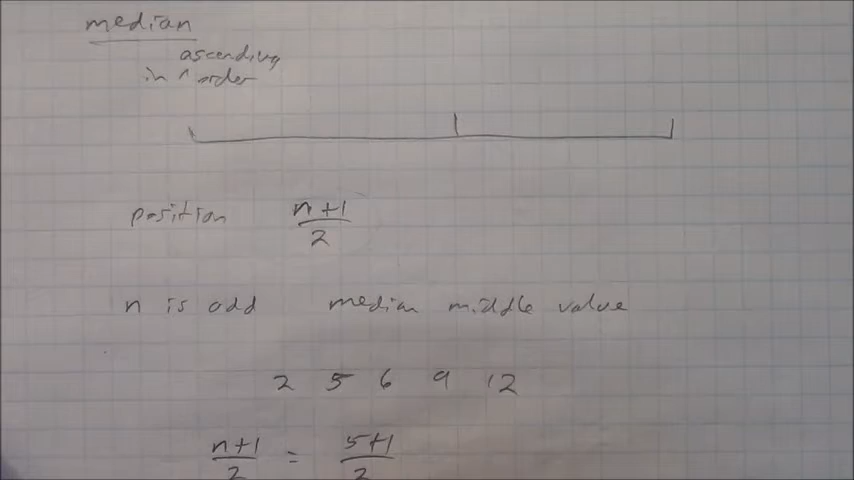 median
ascending
in ^ order
position n+1/2
n is odd median middle value
2 5 6 9 12
n+1/2 = 5+1/2